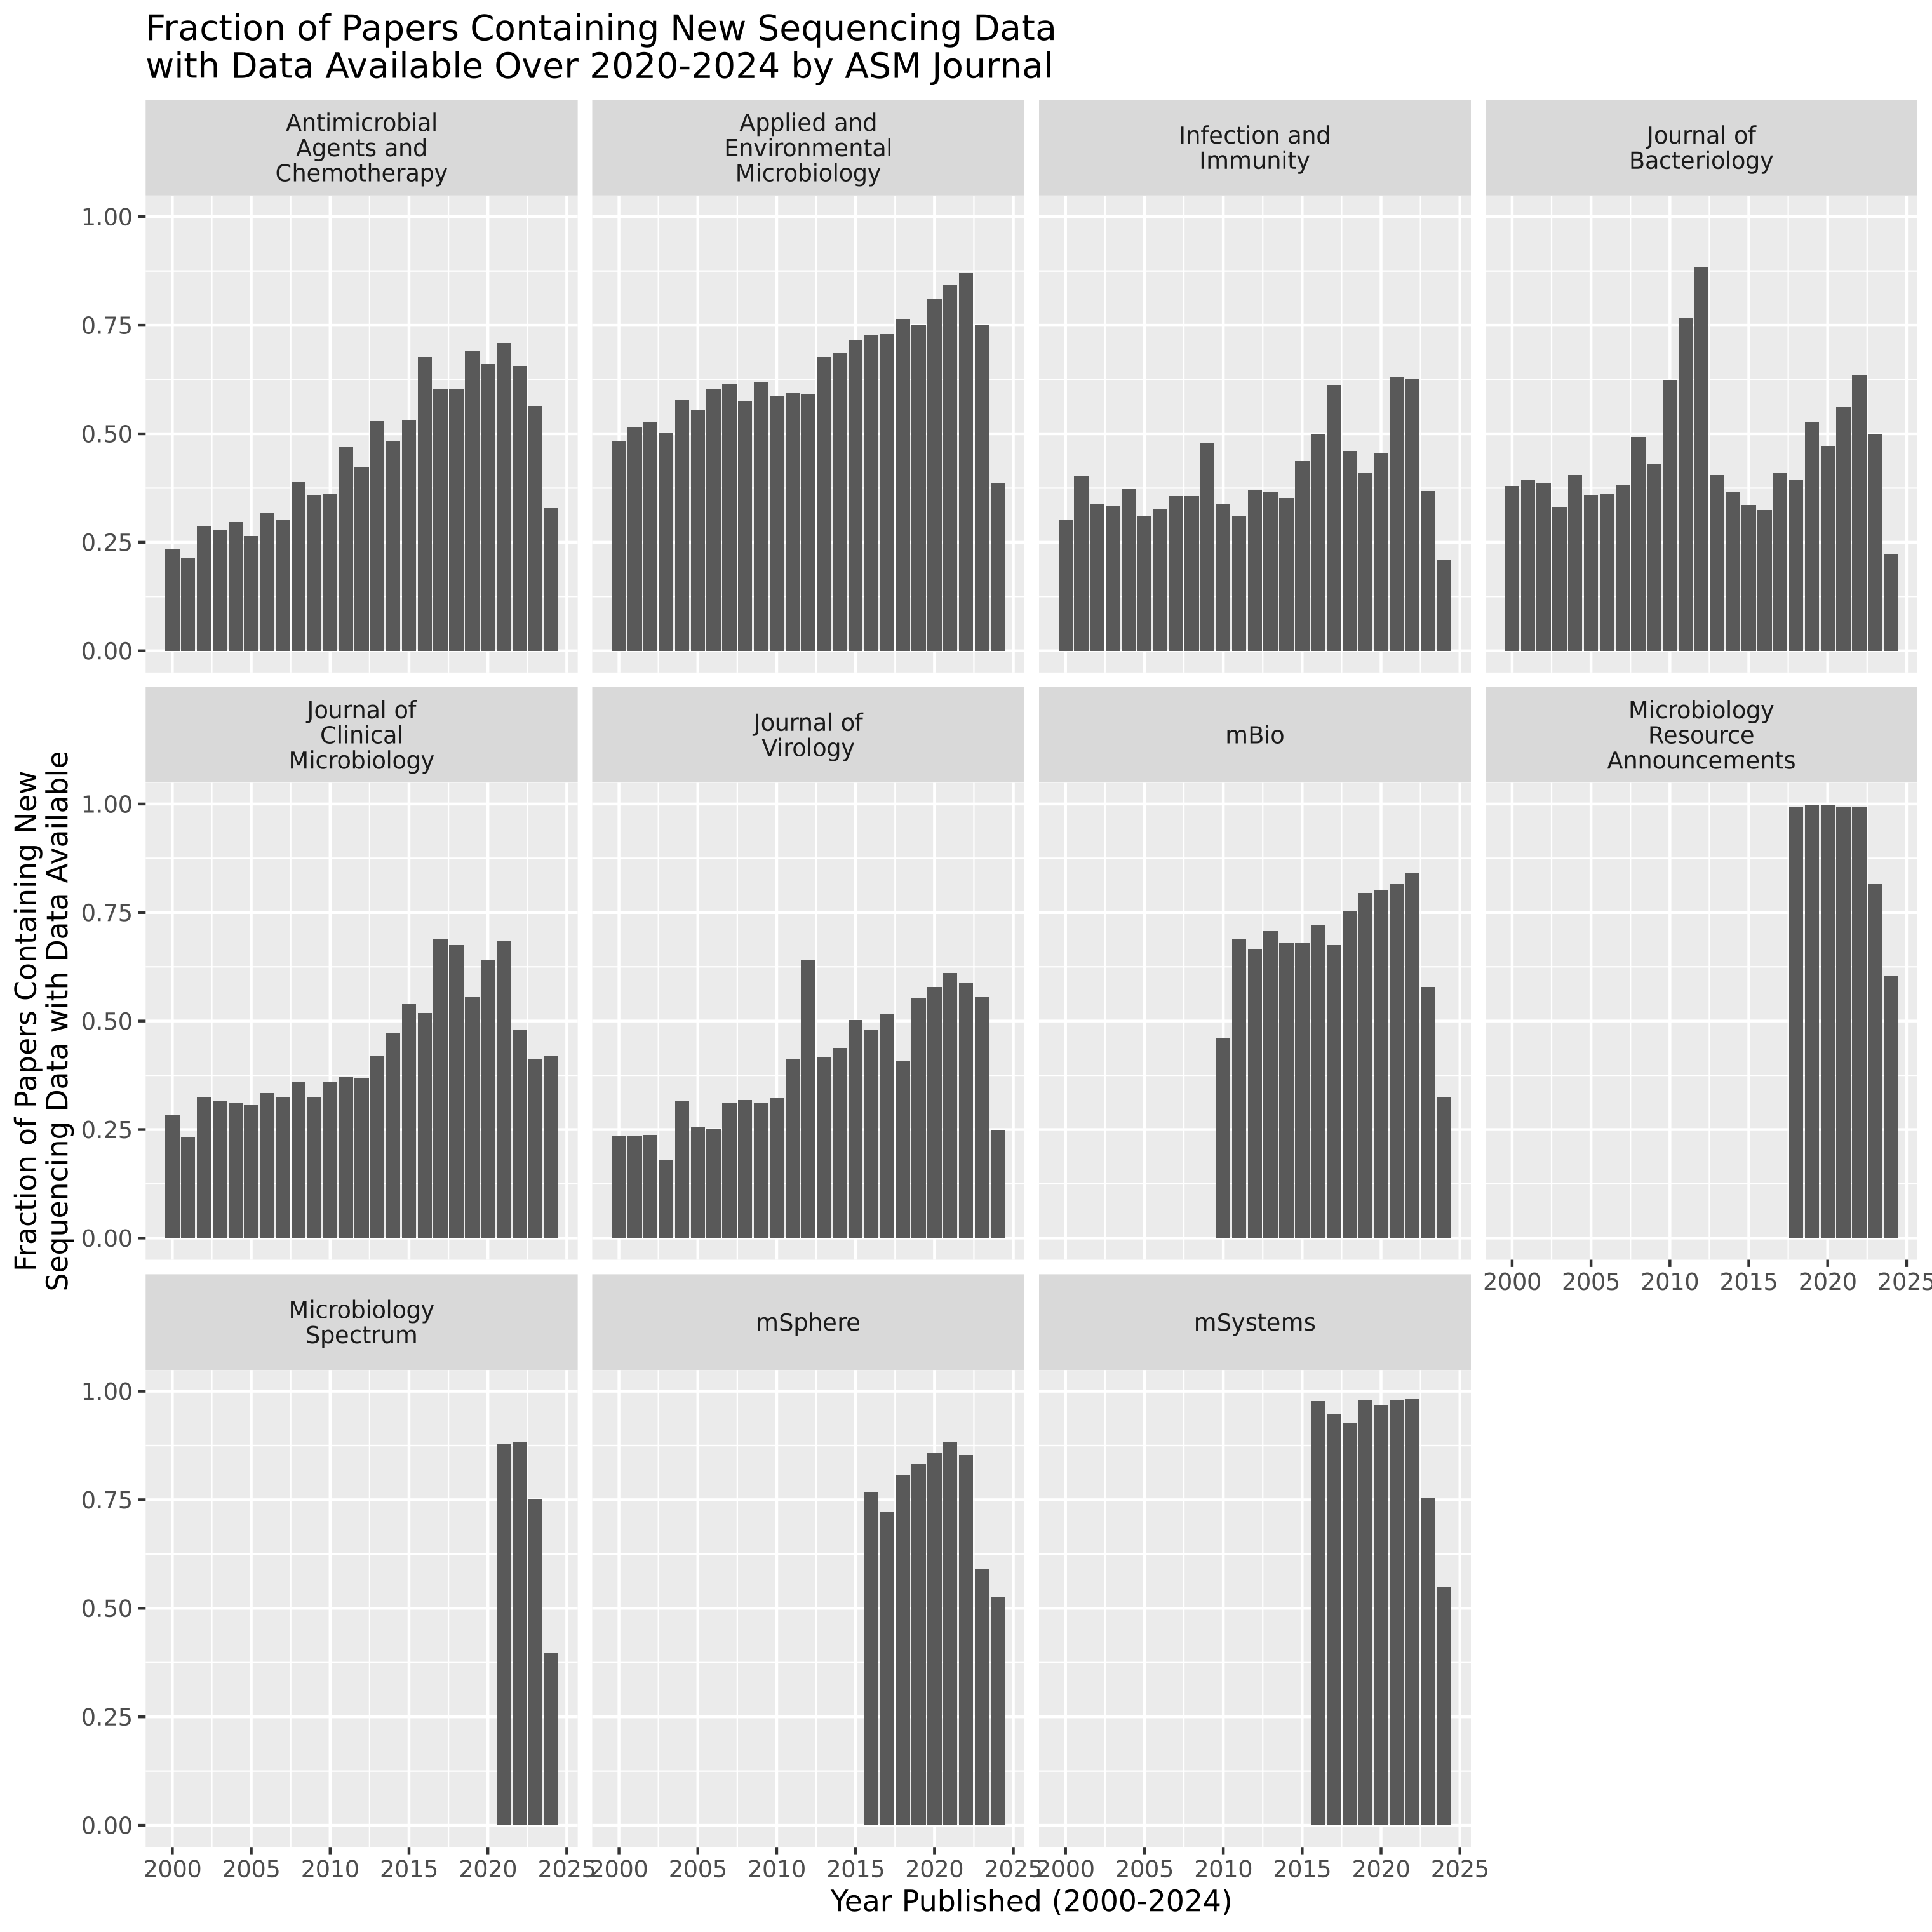 Fraction of Papers Containing New Sequencing Data
with Data Available Over 2020-2024 by ASM Journal
Antimicrobial
Agents and
Chemotherapy
Applied and
Environmental
Microbiology
Infection and
Immunity
Journal of
Bacteriology
1.00
0.75
0.50
0.25
0.00
Journal of
Clinical
Microbiology
Journal of
Virology
mBio
Microbiology
Resource
Announcements
1.00
0.75
0.50
0.25
0.00
2000 2005 2010 2015 2020 2025
Microbiology
Spectrum
mSphere
mSystems
1.00
0.75
0.50
0.25
0.00
2000 2005 2010 2015 2020 2025
2000 2005 2010 2015 2020 2025
2000 2005 2010 2015 2020 2025
Year Published (2000-2024)
Fraction of Papers Containing New
Sequencing Data with Data Available